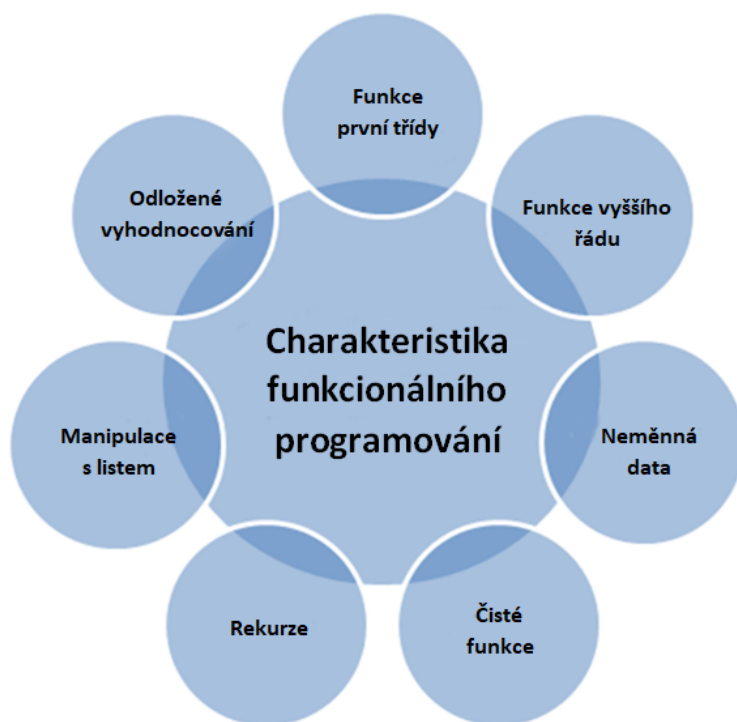 Funkce
první třídy
Funkce vyššího
řádu
Neměnná
data
Čisté
funkce
Rekurze
Manipulace
s listem
Odložené
vyhodnocování
Charakteristika
funkcionálního
programování